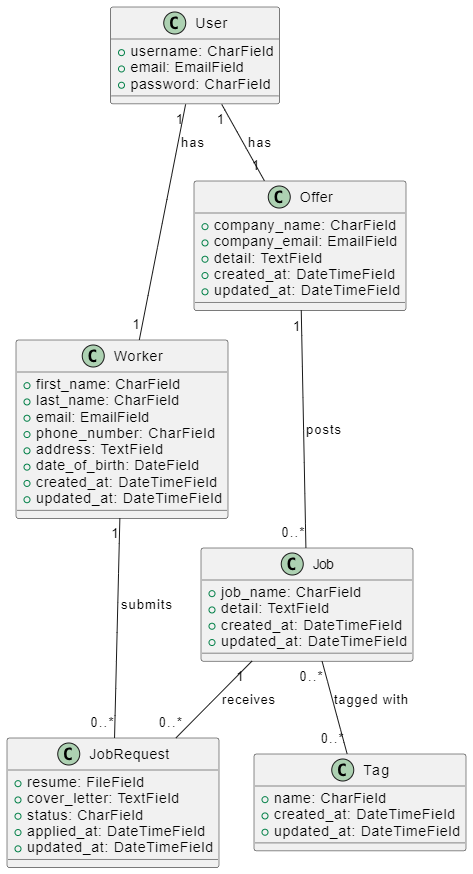 C User
username: CharField
email: EmailField
password: CharField
1
1
has
has
1
C Offer
company_name: CharField
company_email: EmailField
detail: TextField
created_at: DateTimeField
updated_at: DateTimeField
1
1
C Worker
first_name: CharField
last_name: CharField
email: EmailField
phone_number: CharField
address: TextField
date_of_birth: DateField
created_at: DateTimeField
updated_at: DateTimeField
posts
1
0..*
C Job
job_name: CharField
detail: TextField
created_at: DateTimeField
updated_at: DateTimeField
submits
1
0..*
receives
tagged with
0..*
0..*
0..*
C JobRequest
resume: FileField
cover_letter: TextField
status: CharField
applied_at: DateTimeField
updated_at: DateTimeField
C Tag
name: CharField
created_at: DateTimeField
updated_at: DateTimeField